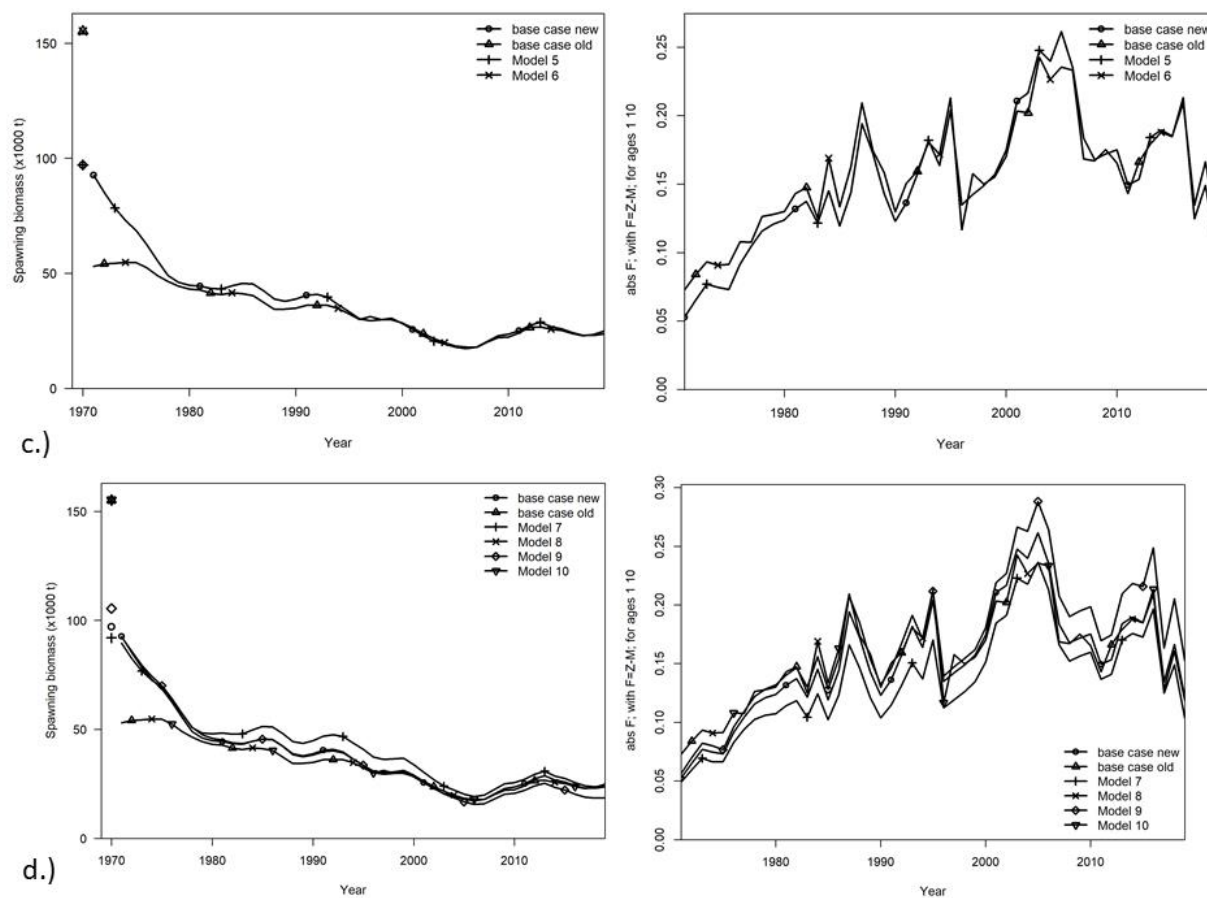 150
100
50
0
Spawning biomass (x1000 t)
1970 1980 1990 2000 2010
Year
base case new
base case old
Model 5
Model 6
0.25
0.20
0.15
0.10
0.05
0.00
abs F; with F=Z-M; for ages 1 10
1980 1990 2000 2010
Year
base case new
base case old
Model 5
Model 6
c.)
150
100
50
0
Spawning biomass (x1000 t)
1970 1980 1990 2000 2010
Year
base case new
base case old
Model 7
Model 8
Model 9
Model 10
0.30
0.25
0.20
0.15
0.10
0.05
0.00
abs F; with F=Z-M; for ages 1 10
1980 1990 2000 2010
Year
base case new
base case old
Model 7
Model 8
Model 9
Model 10
d.)